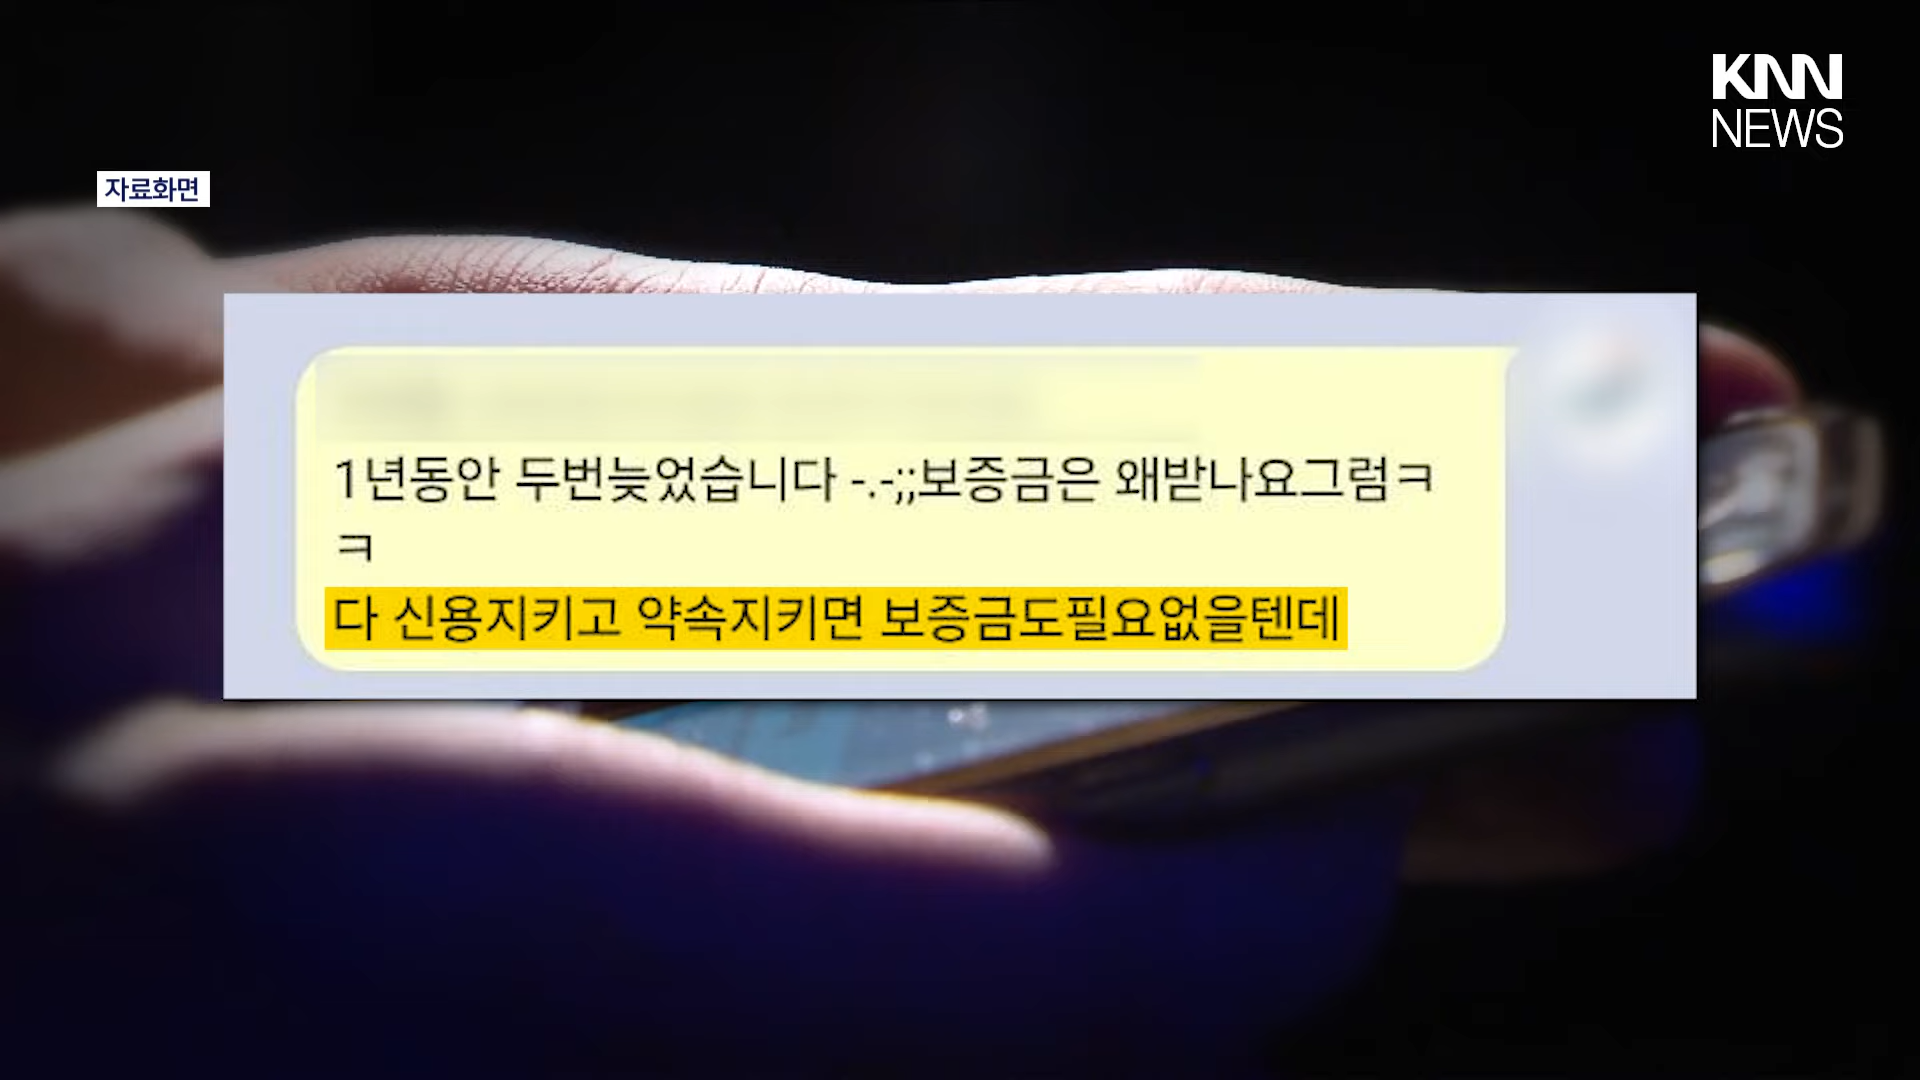 KNN
NEWS
자료화면
1년동안 두번늦었습니다 -.-;;보증금은 왜받나요그럼ㅋ
ㅋ
다 신용지키고 약속지키면 보증금도필요없을텐데